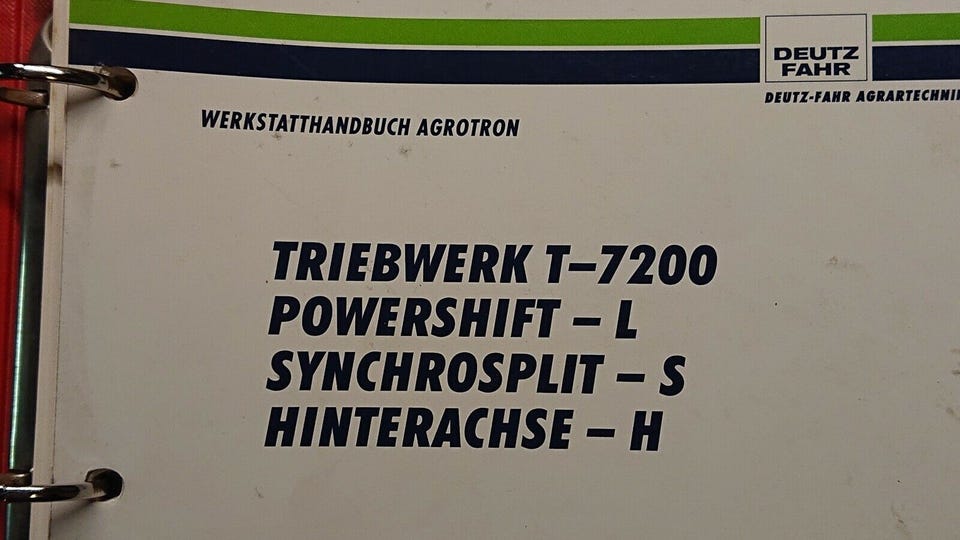 DEUTZ
FAHR
DEUTZ-FAHR AGRARTECHNIK
WERKSTATTHANDBUCH AGROTRON
TRIEBWERK T–7200
POWERSHIFT – L
SYNCHROSPLIT – S
HINTERACHSE – H